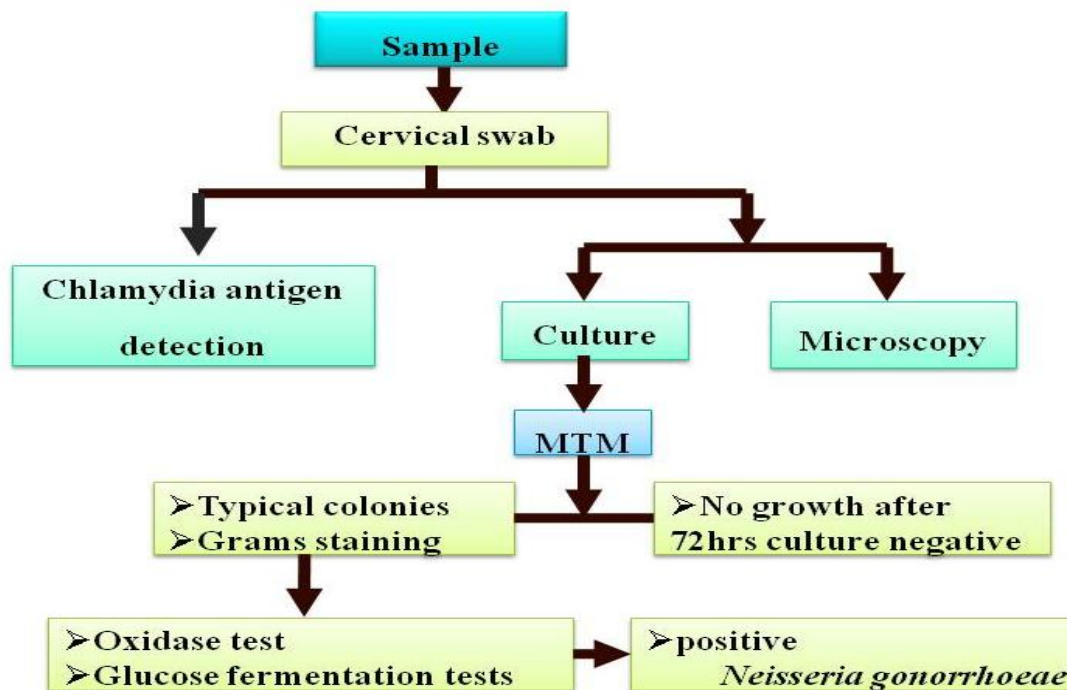 Sample
Cervical swab
Chlamydia antigen
detection
Culture
Microscopy
MTM
➢Typical colonies
➢Grams staining
➢No growth after
72hrs culture negative
➢Oxidase test
➢Glucose fermentation tests
➢positive
Neisseria gonorrhoeae